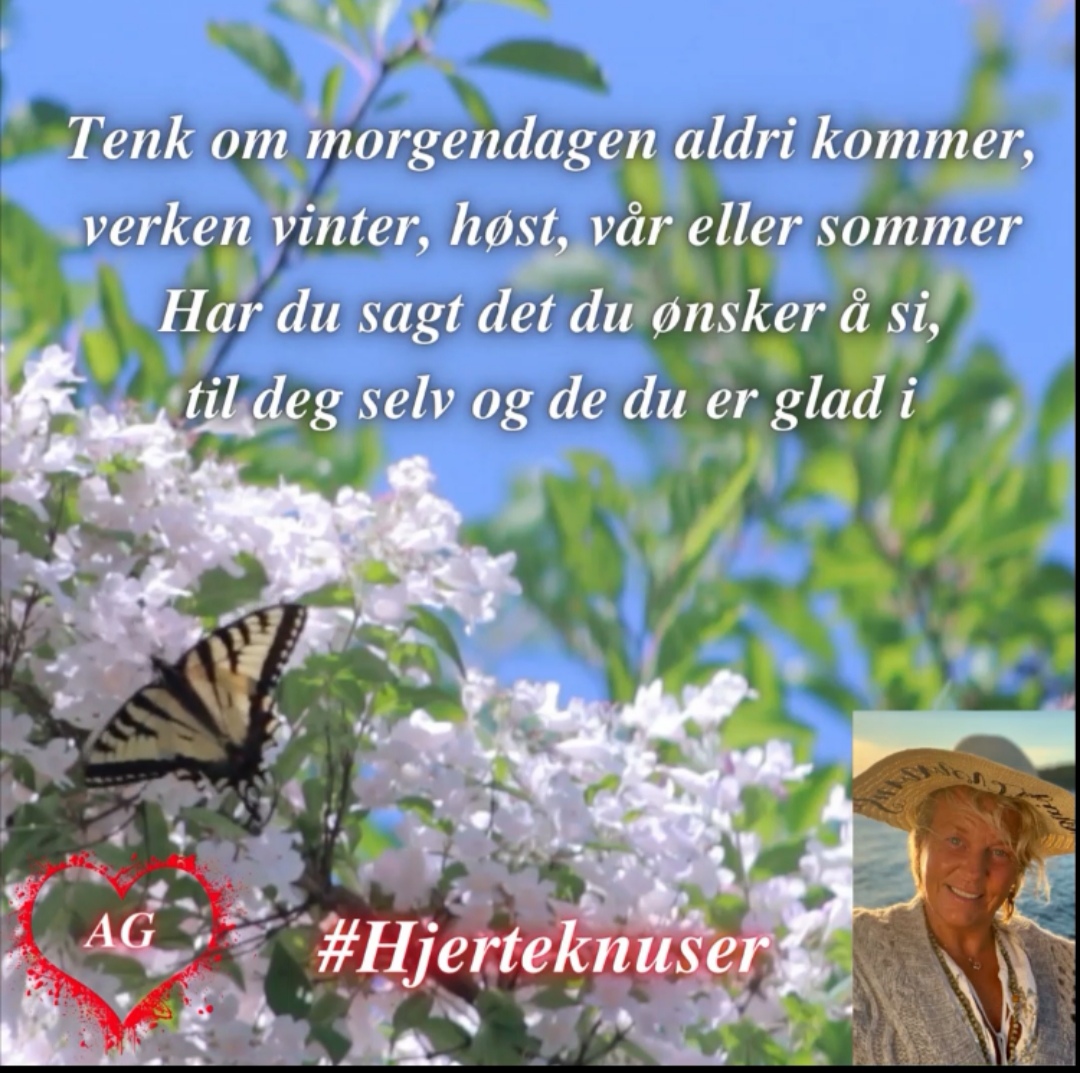 Tenk om morgendagen aldri kommer,
verken vinter, høst, vår eller sommer
Har du sagt det du ønsker å si,
til deg selv og de du er glad i
AG
#Hjerteknuser